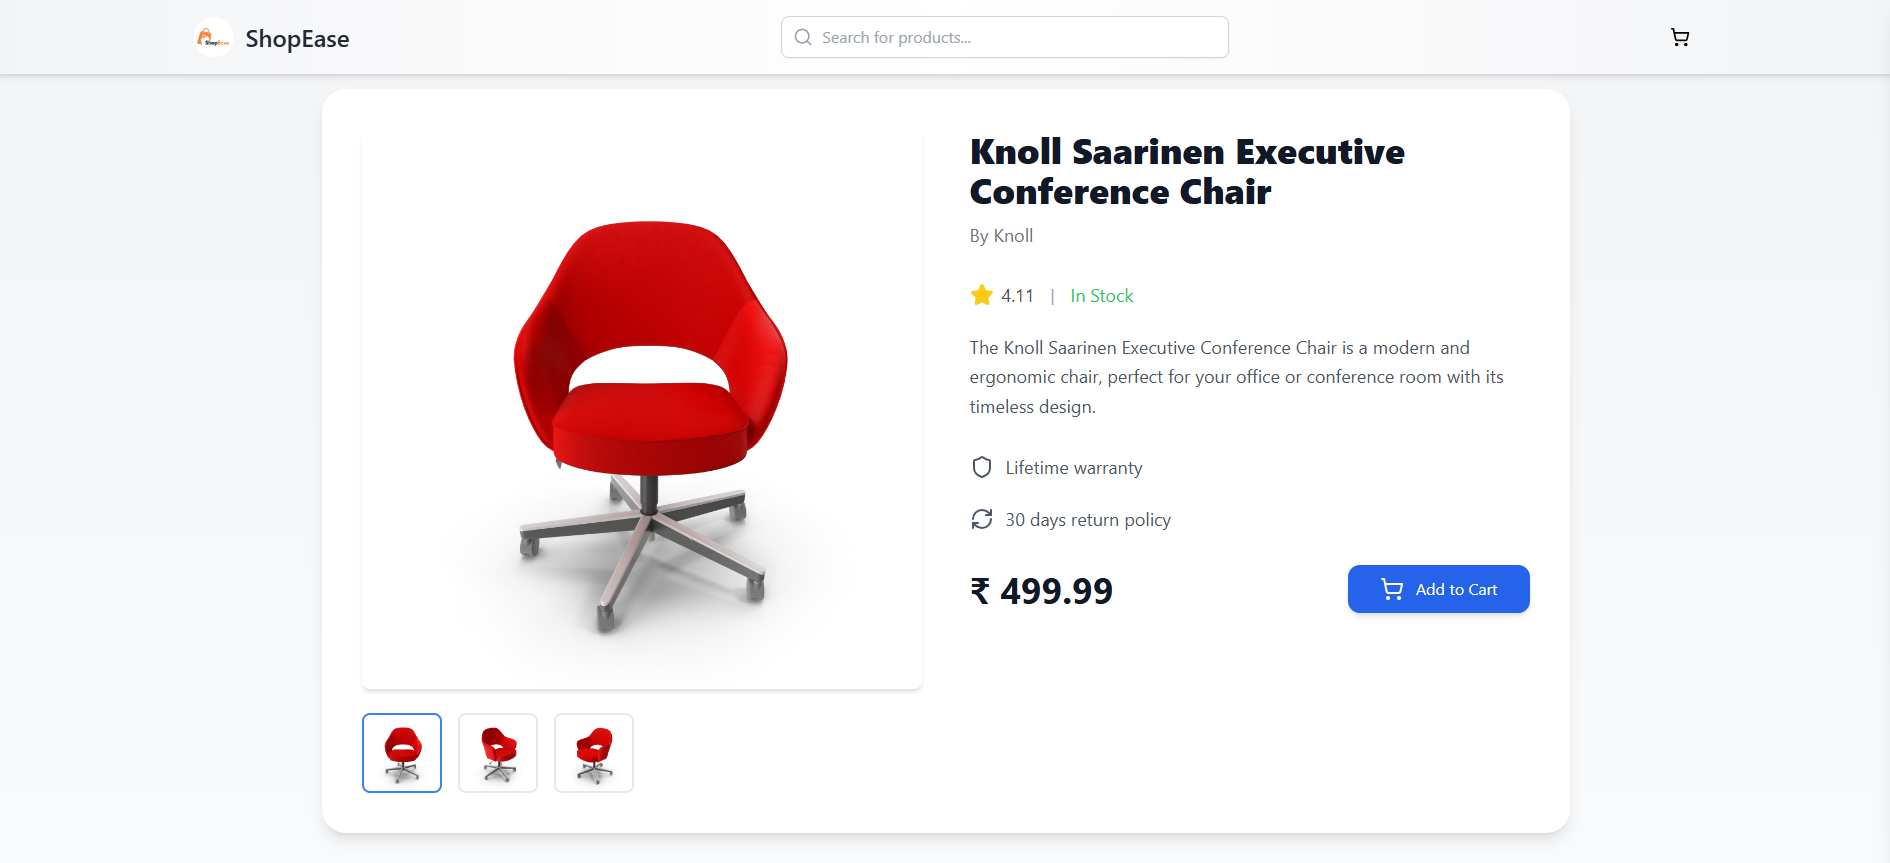 ShopEase
ShopEase
Search for products...
Knoll Saarinen Executive
Conference Chair
By Knoll
4.11 | In Stock
The Knoll Saarinen Executive Conference Chair is a modern and
ergonomic chair, perfect for your office or conference room with its
timeless design.
Lifetime warranty
30 days return policy
₹ 499.99
Add to Cart